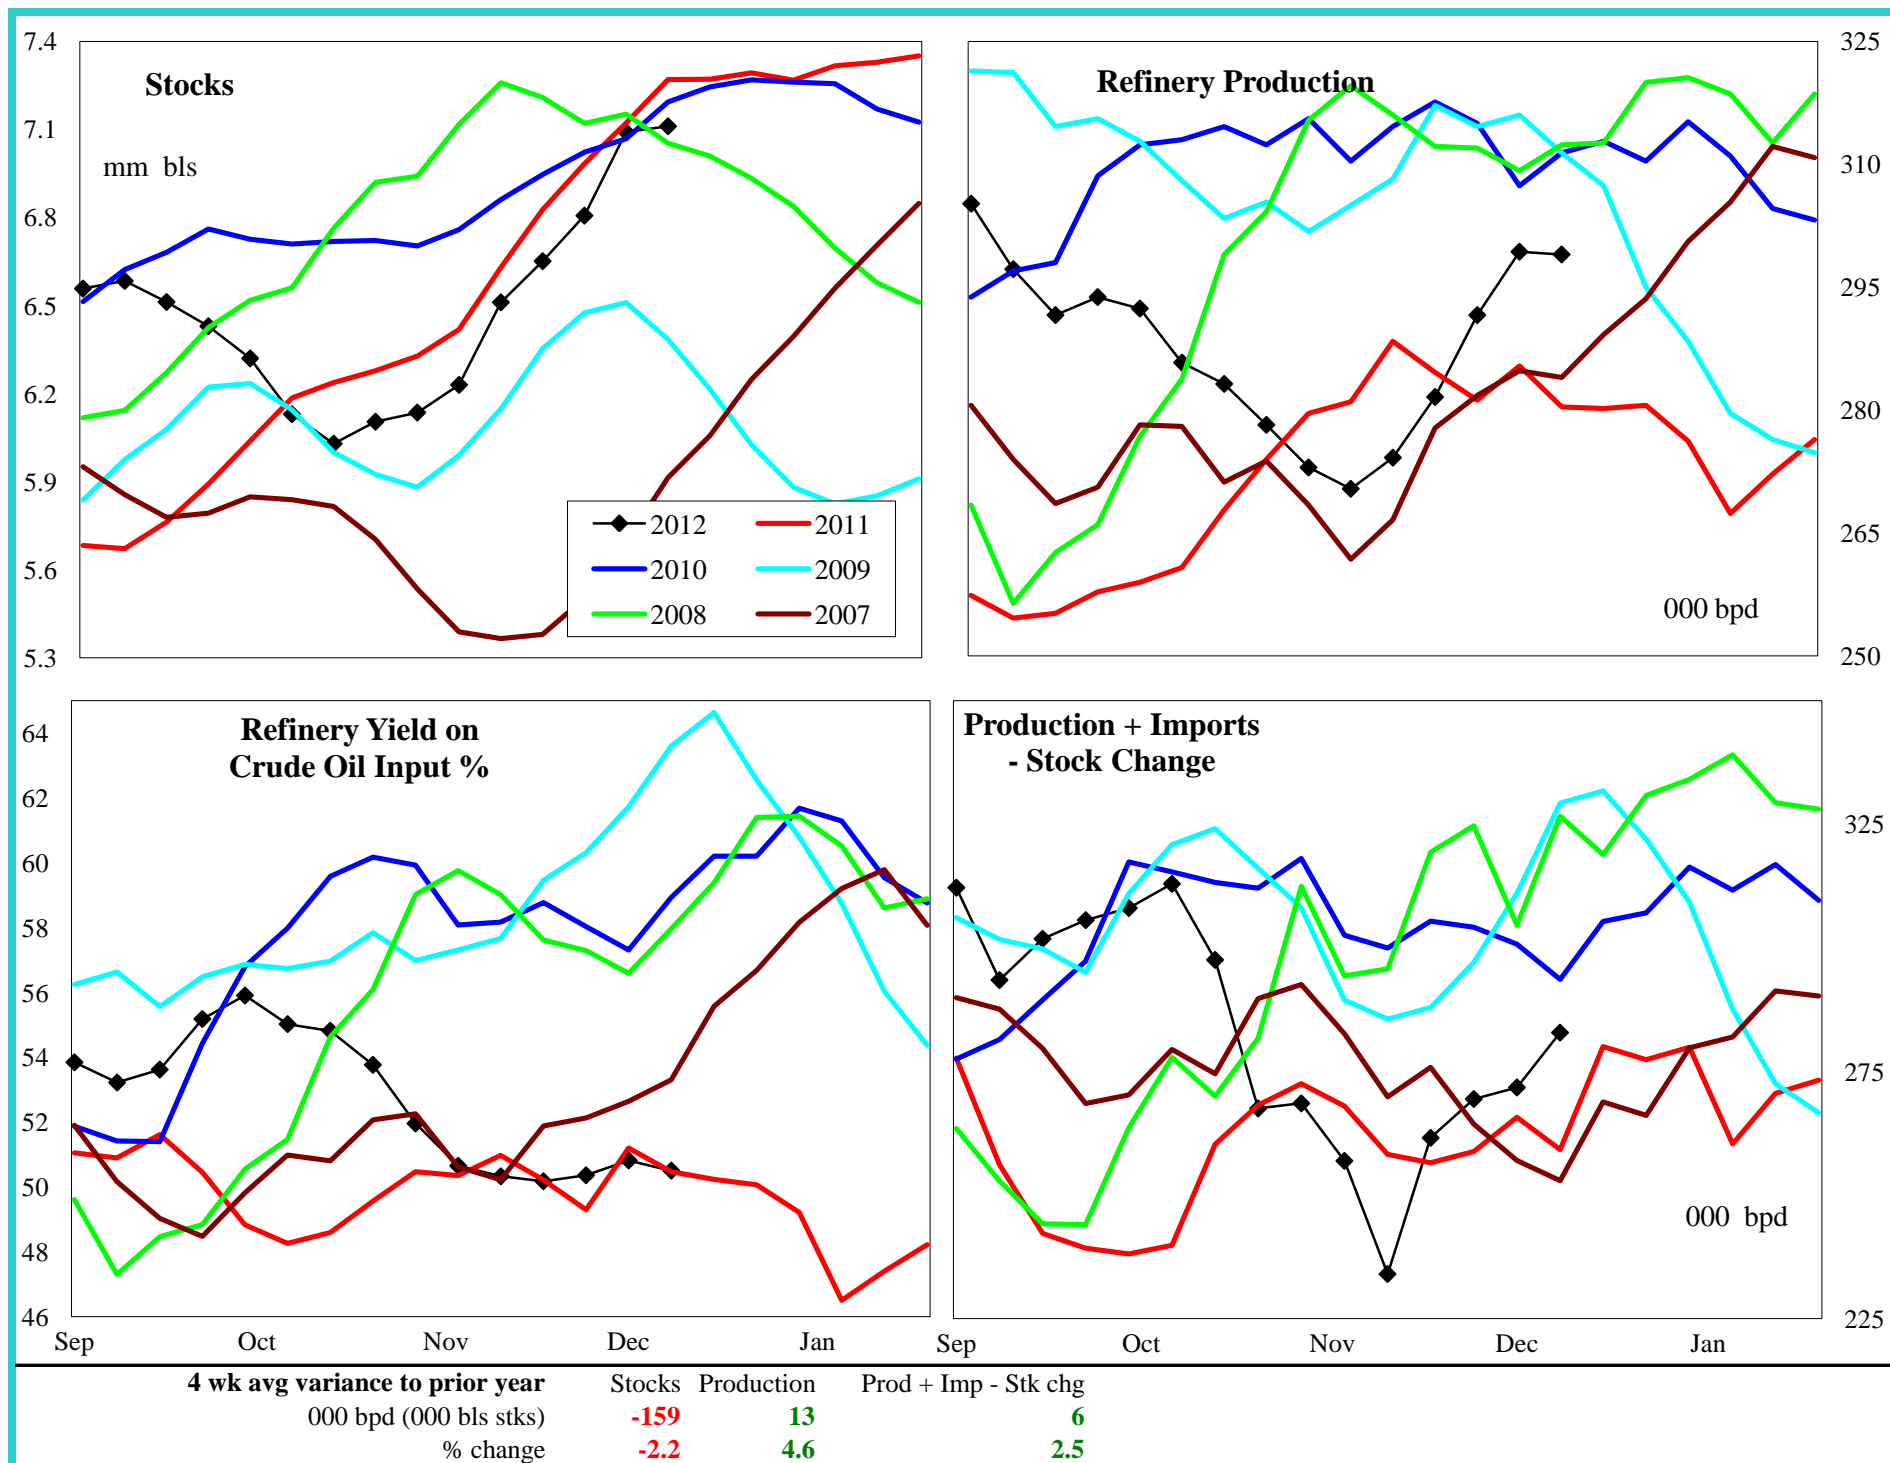 7.4
7.1
6.8
6.5
6.2
5.9
5.6
5.3
Stocks
mm bls
2012 2011
2010 2009
2008 2007
Refinery Production
000 bpd
325
310
295
280
265
250
64
62
60
58
56
54
52
50
48
46
Refinery Yield on
Crude Oil Input %
Sep Oct Nov Dec Jan
Production + Imports
- Stock Change
000 bpd
325
275
225
Sep Oct Nov Dec Jan
4 wk avg variance to prior year Stocks Production Prod + Imp - Stk chg
000 bpd (000 bls stks) -159 13 6
% change -2.2 4.6 2.5